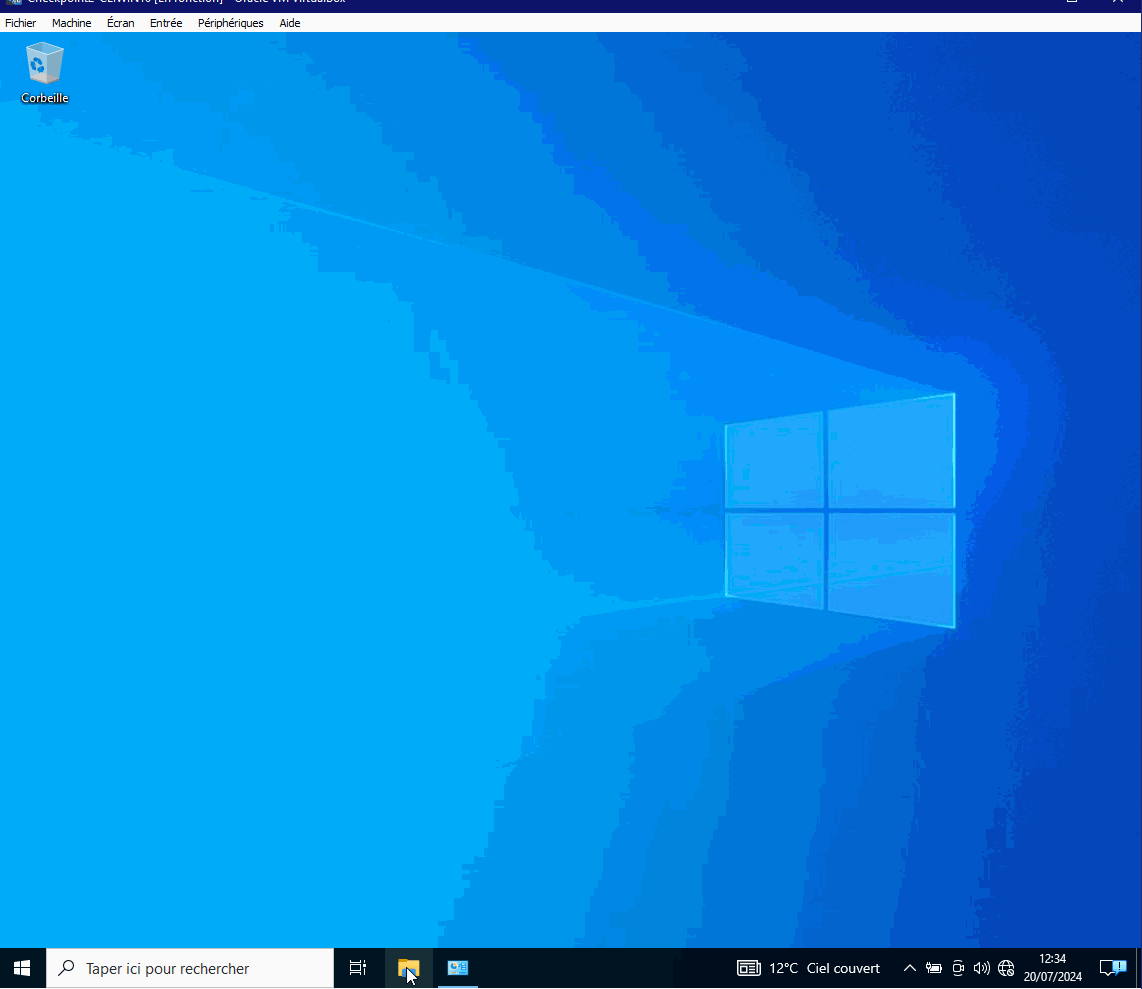 Checkpoint2-CLIWIN10 [En fonction] - Oracle VM VirtualBox
Fichier Machine Écran Entrée Périphériques Aide
Corbeille
Taper ici pour rechercher
12°C Ciel couvert
12:34
20/07/2024